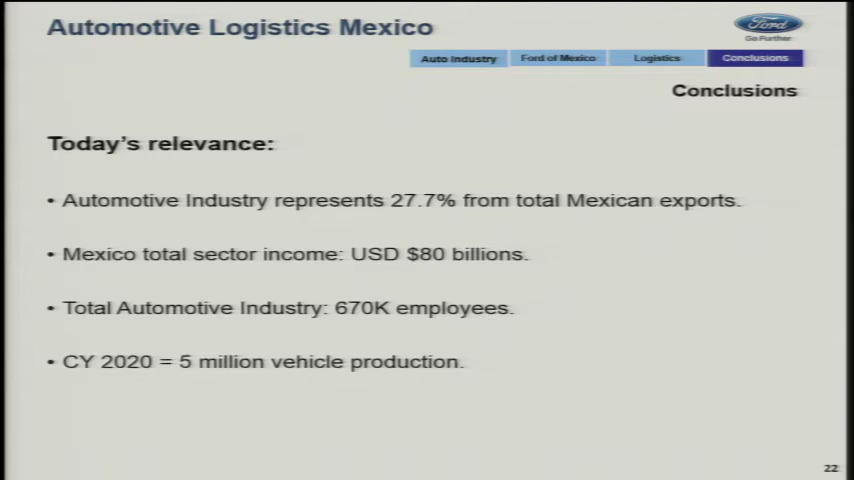 Automotive Logistics Mexico
Ford
Go Further
Auto Industry
Ford of Mexico
Logistics
Conclusions
Conclusions
Today's relevance:
• Automotive Industry represents 27.7% from total Mexican exports.
• Mexico total sector income: USD $80 billions.
• Total Automotive Industry: 670K employees.
• CY 2020 = 5 million vehicle production.
22